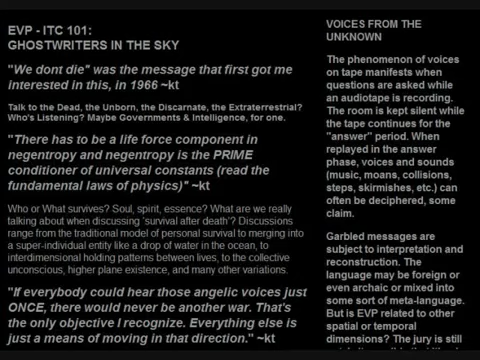 EVP - ITC 101:
GHOSTWRITERS IN THE SKY
"We dont die" was the message that first got me
interested in this, in 1966 ~kt
Talk to the Dead, the Unborn, the Discarnate, the Extraterrestrial?
Who's Listening? Maybe Governments & Intelligence, for one.
"There has to be a life force component in
negentropy and negentropy is the PRIME
conditioner of universal constants (read the
fundamental laws of physics)" ~kt
Who or What survives? Soul, spirit, essence? What are we really
talking about when discussing 'survival after death'? Discussions
range from the traditional model of personal survival to merging into
a super-individual entity like a drop of water in the ocean, to
interdimensional holding patterns between lives, to the collective
unconscious, higher plane existence, and many other variations.
"If everybody could hear those angelic voices just
ONCE, there would never be another war. That's
the only objective I recognize. Everything else is
just a means of moving in that direction." ~kt
VOICES FROM THE
UNKNOWN
The phenomenon of voices
on tape manifests when
questions are asked while
an audiotape is recording.
The room is kept silent while
the tape continues for the
"answer" period. When
replayed in the answer
phase, voices and sounds
(music, moans, collisions,
steps, skirmishes, etc.) can
often be deciphered, some
claim.
Garbled messages are
subject to interpretation and
reconstruction. The
language may be foreign or
even archaic or mixed into
some sort of meta-language.
But is EVP related to other
spatial or temporal
dimensions? The jury is still